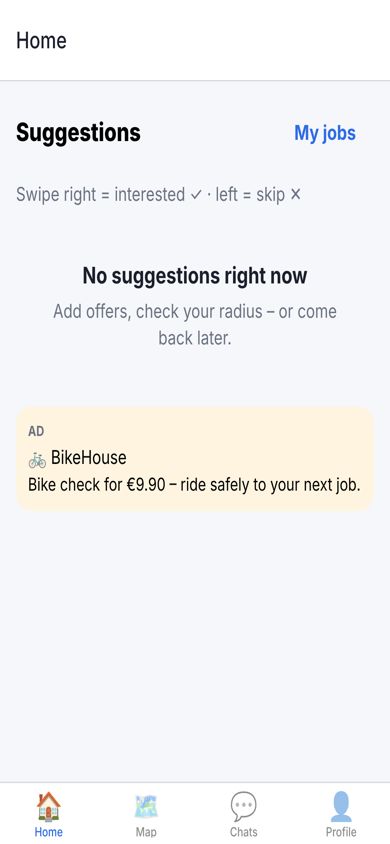 Home
Suggestions
My jobs
Swipe right = interested ✓ · left = skip ✕
No suggestions right now
Add offers, check your radius – or come
back later.
AD
🚲 BikeHouse
Bike check for €9.90 – ride safely to your next job.
Home
Map
Chats
Profile